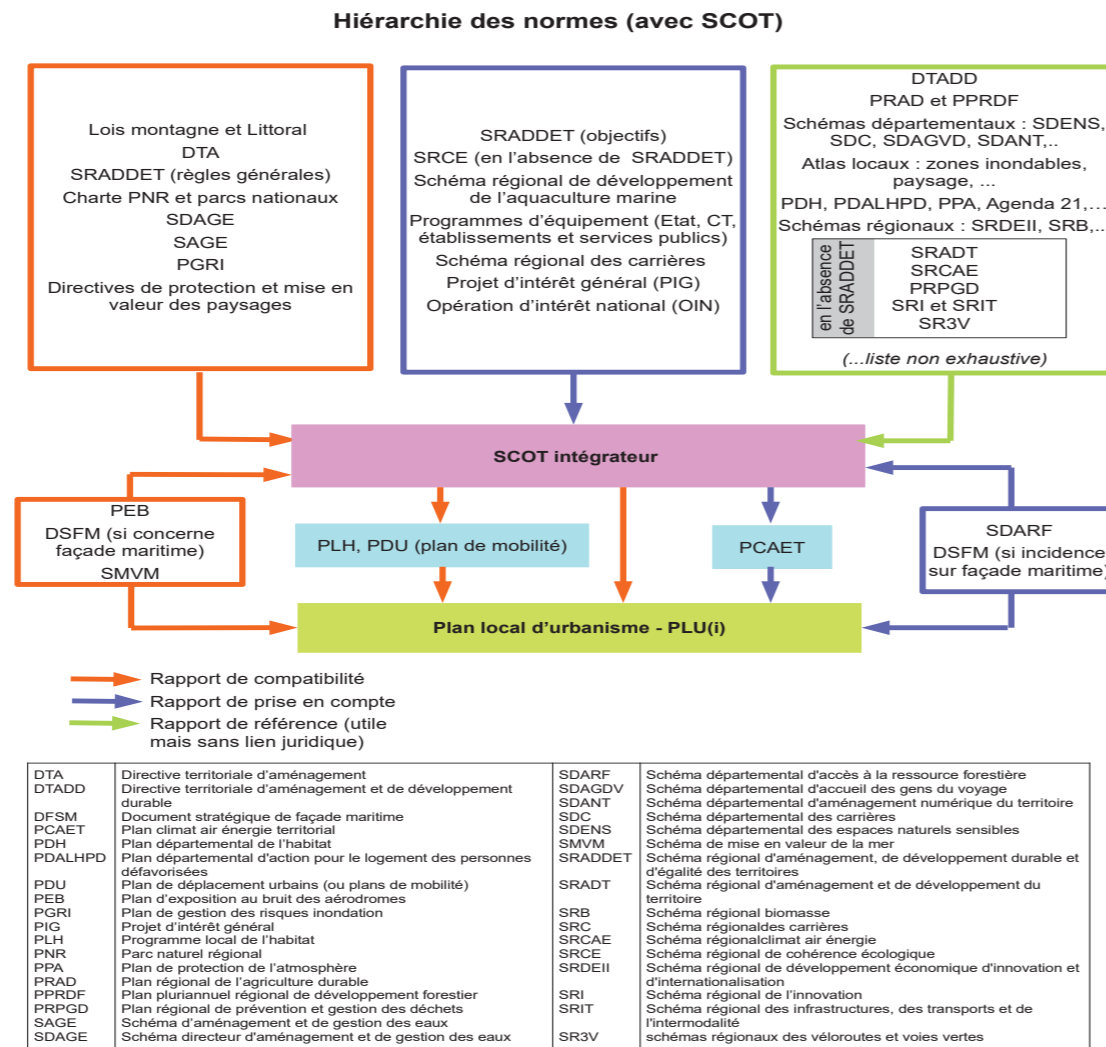 Hiérarchie des normes (avec SCOT)
Lois montagne et Littoral
DTA
SRADDET (règles générales)
Charte PNR et parcs nationaux
SDAGE
SAGE
PGRI
Directives de protection et mise en
valeur des paysages
SRADDET (objectifs)
SRCE (en l'absence de SRADDET)
Schéma régional de développement
de l'aquaculture marine
Programmes d'équipement (Etat, CT,
établissements et services publics)
Schéma régional des carrières
Projet d'intérêt général (PIG)
Opération d'intérêt national (OIN)
DTADD
PRAD et PPRDF
Schémas départementaux : SDENS,
SDC, SDAGVD, SDANT,..
Atlas locaux : zones inondables,
paysage, ...
PDH, PDALHPD, PPA, Agenda 21,...
Schémas régionaux : SRDEII, SRB,..
en l'absence
de SRADDET
SRADT
SRCAE
PRPGD
SRI et SRIT
SR3V
(...liste non exhaustive)
SCOT intégrateur
PEB
DSFM (si concerne
façade maritime)
SMVM
PLH, PDU (plan de mobilité)
PCAET
SDARF
DSFM (si incidence
sur façade maritime)
Plan local d'urbanisme - PLU(i)
Rapport de compatibilité
Rapport de prise en compte
Rapport de référence (utile
mais sans lien juridique)
DTA Directive territoriale d'aménagement
DTADD Directive territoriale d'aménagement et de développement
durable
DFSM Document stratégique de façade maritime
PCAET Plan climat air énergie territorial
PDH Plan départemental de l'habitat
PDALHPD Plan départemental d'action pour le logement des personnes
défavorisées
PDU Plan de déplacement urbains (ou plans de mobilité)
PEB Plan d'exposition au bruit des aérodromes
PGRI Plan de gestion des risques inondation
PIG Projet d'intérêt général
PLH Programme local de l'habitat
PNR Parc naturel régional
PPA Plan de protection de l'atmosphère
PRAD Plan régional de l'agriculture durable
PPRDF Plan pluriannuel régional de développement forestier
PRPGD Plan régional de prévention et gestion des déchets
SAGE Schéma d'aménagement et de gestion des eaux
SDAGE Schéma directeur d'aménagement et de gestion des eaux
SDARF Schéma départemental d'accès à la ressource forestière
SDAGDV Schéma départemental d'accueil des gens du voyage
SDANT Schéma départemental d'aménagement numérique du territoire
SDC Schéma départemental des carrières
SDENS Schéma départemental des espaces naturels sensibles
SMVM Schéma de mise en valeur de la mer
SRADDET Schéma régional d'aménagement, de développement durable et
d'égalité des territoires
SRADT Schéma régional d'aménagement et de développement du
territoire
SRB Schéma régional biomasse
SRC Schéma régionaldes carrières
SRCAE Schéma régionalclimat air énergie
SRCE Schéma régional de cohérence écologique
SRDEII Schéma régional de développement économique d'innovation et
d'internationalisation
SRI Schéma régional de l'innovation
SRIT Schéma régional des infrastructures, des transports et de
l'intermodalité
SR3V schémas régionaux des véloroutes et voies vertes